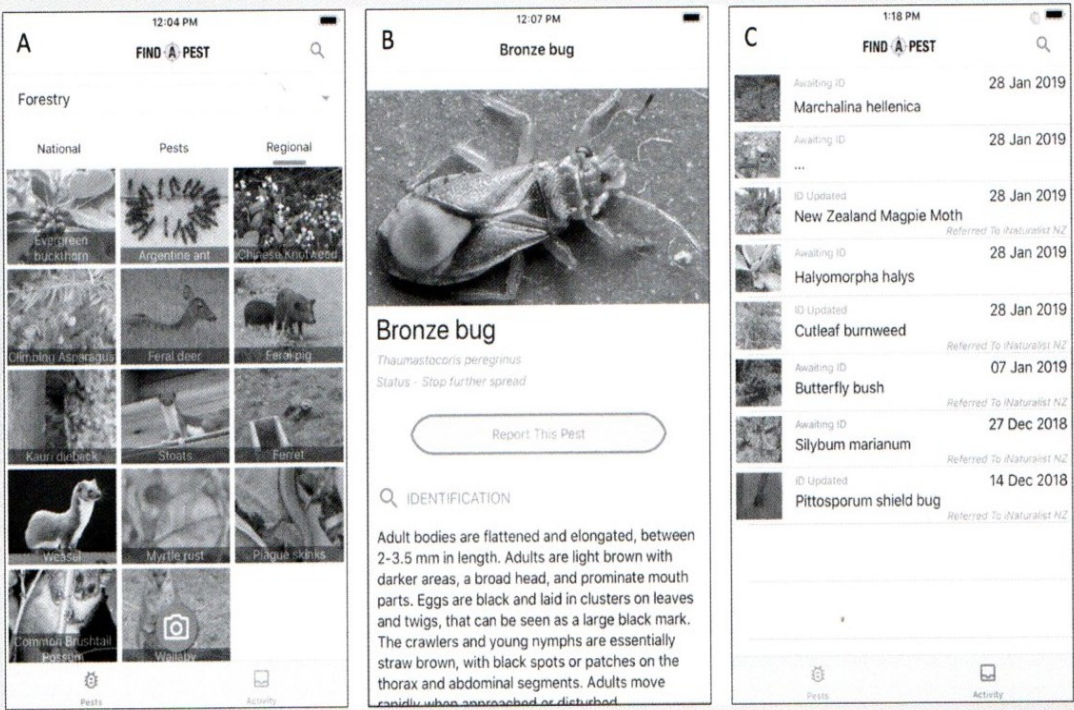 A
12:04 PM
FIND A PEST
Forestry
National Pests Regional
Evergreen
buckthorn
Argentine ant
Chinese Knotweed
Climbing Asparagus
Feral deer
Feral pig
Kauri dieback
Stoats
Ferret
Weasel
Myrtle rust
Plague skinks
Common Brushtail
Possum
Wallaby
Pests
Activity
B
12:07 PM
Bronze bug
Bronze bug
Thaumastocoris peregrinus
Status - Stop further spread
Report This Pest
IDENTIFICATION
Adult bodies are flattened and elongated, between
2-3.5 mm in length. Adults are light brown with
darker areas, a broad head, and prominate mouth
parts. Eggs are black and laid in clusters on leaves
and twigs, that can be seen as a large black mark.
The crawlers and young nymphs are essentially
straw brown, with black spots or patches on the
thorax and abdominal segments. Adults move
rapidly when approached or disturbed
C
1:18 PM
FIND A PEST
Awaiting ID 28 Jan 2019
Marchalina hellenica
Awaiting ID 28 Jan 2019
...
ID Updated 28 Jan 2019
New Zealand Magpie Moth
Referred To iNaturalist NZ
Awaiting ID 28 Jan 2019
Halyomorpha halys
ID Updated 28 Jan 2019
Cutleaf burnweed
Referred To iNaturalist NZ
Awaiting ID 07 Jan 2019
Butterfly bush
Referred To iNaturalist NZ
Awaiting ID 27 Dec 2018
Silybum marianum
Referred To iNaturalist NZ
ID Updated 14 Dec 2018
Pittosporum shield bug
Referred To iNaturalist NZ
Pests
Activity